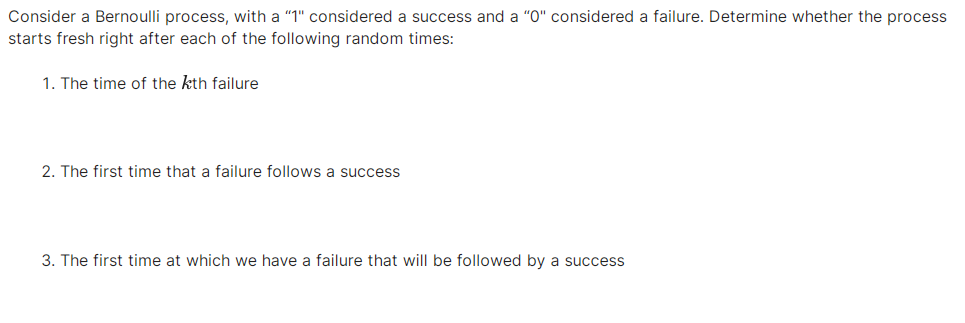 Consider a Bernoulli process, with a “1" considered a success and a “0" considered a failure. Determine whether the process
starts fresh right after each of the following random times:
1. The time of the kth failure
2. The first time that a failure follows a success
3. The first time at which we have a failure that will be followed by a success